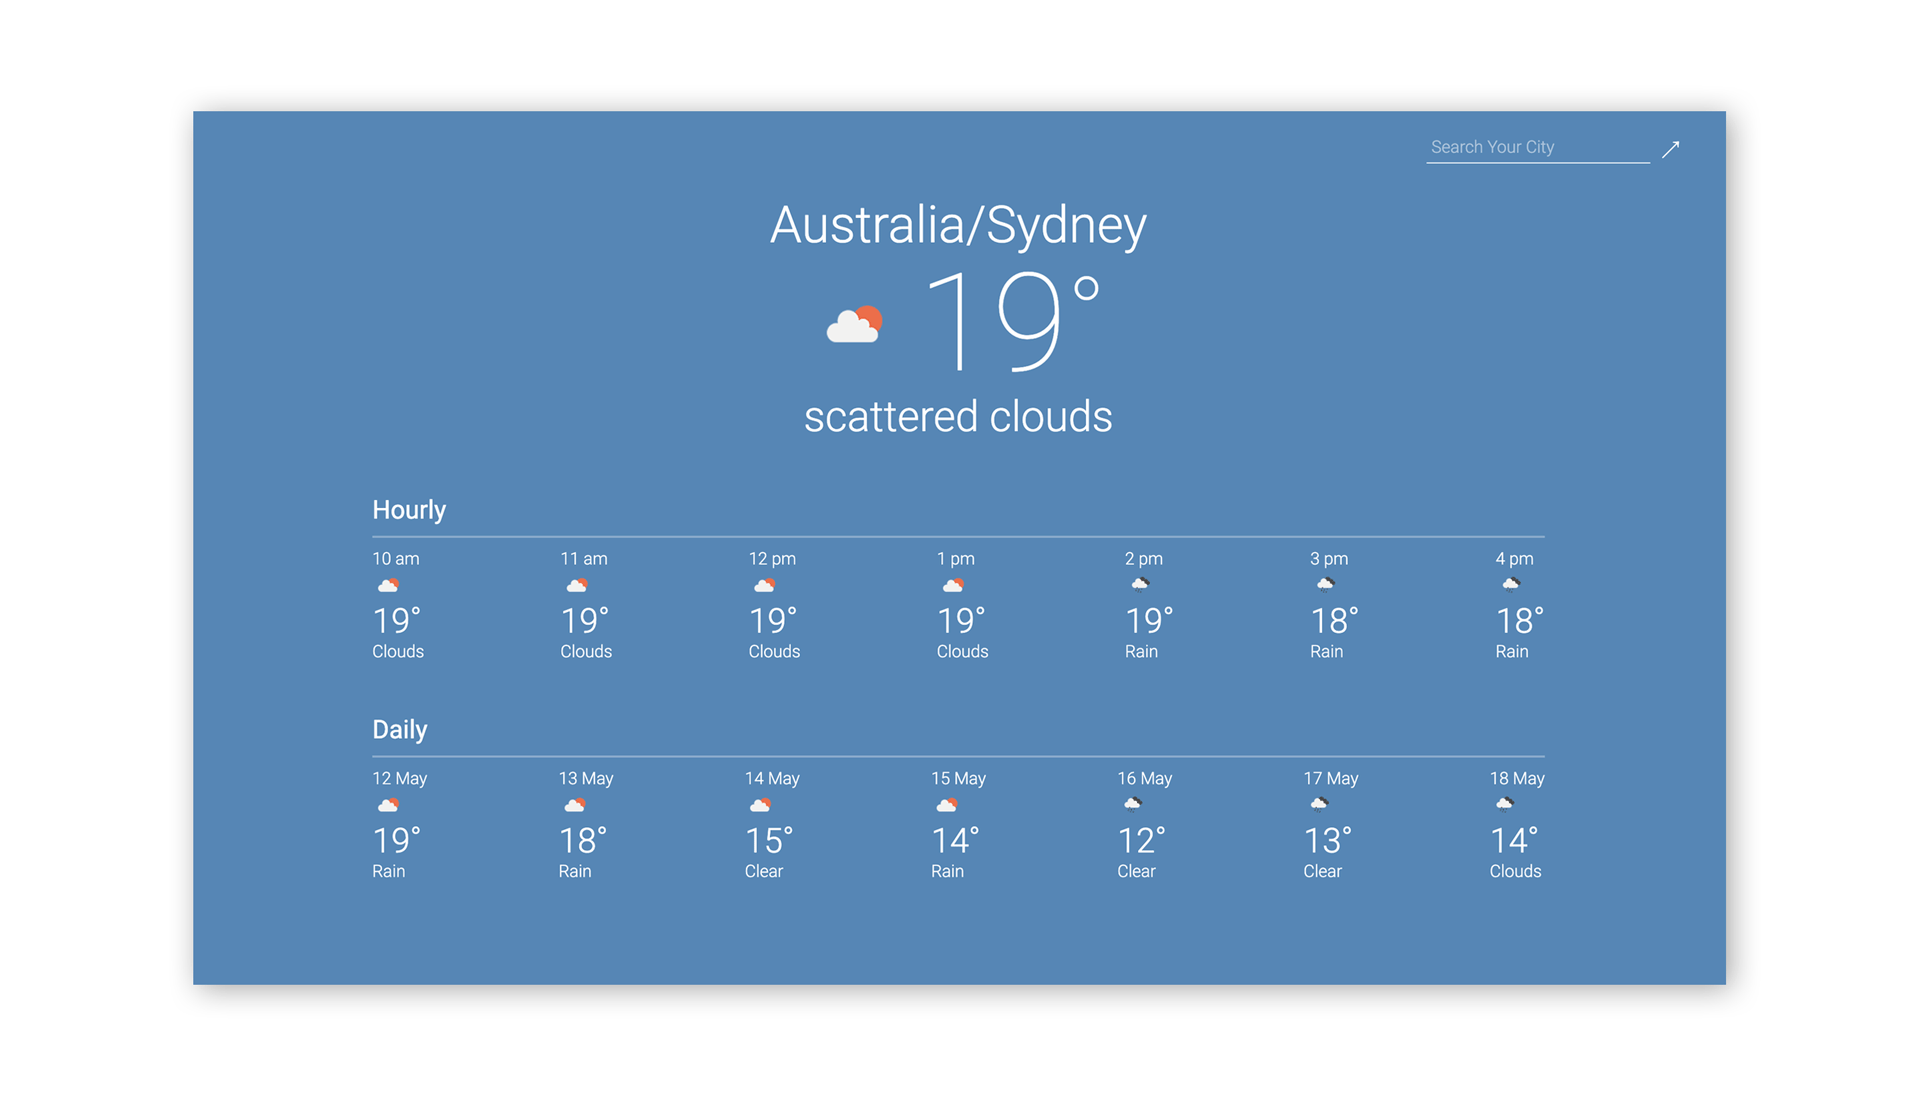 Search Your City
Australia/Sydney
19°
scattered clouds
Hourly
10 am 11 am 12 pm 1 pm 2 pm 3 pm 4 pm
19° 19° 19° 19° 19° 18° 18°
Clouds Clouds Clouds Clouds Rain Rain Rain
Daily
12 May 13 May 14 May 15 May 16 May 17 May 18 May
19° 18° 15° 14° 12° 13° 14°
Rain Rain Clear Rain Clear Clear Clouds